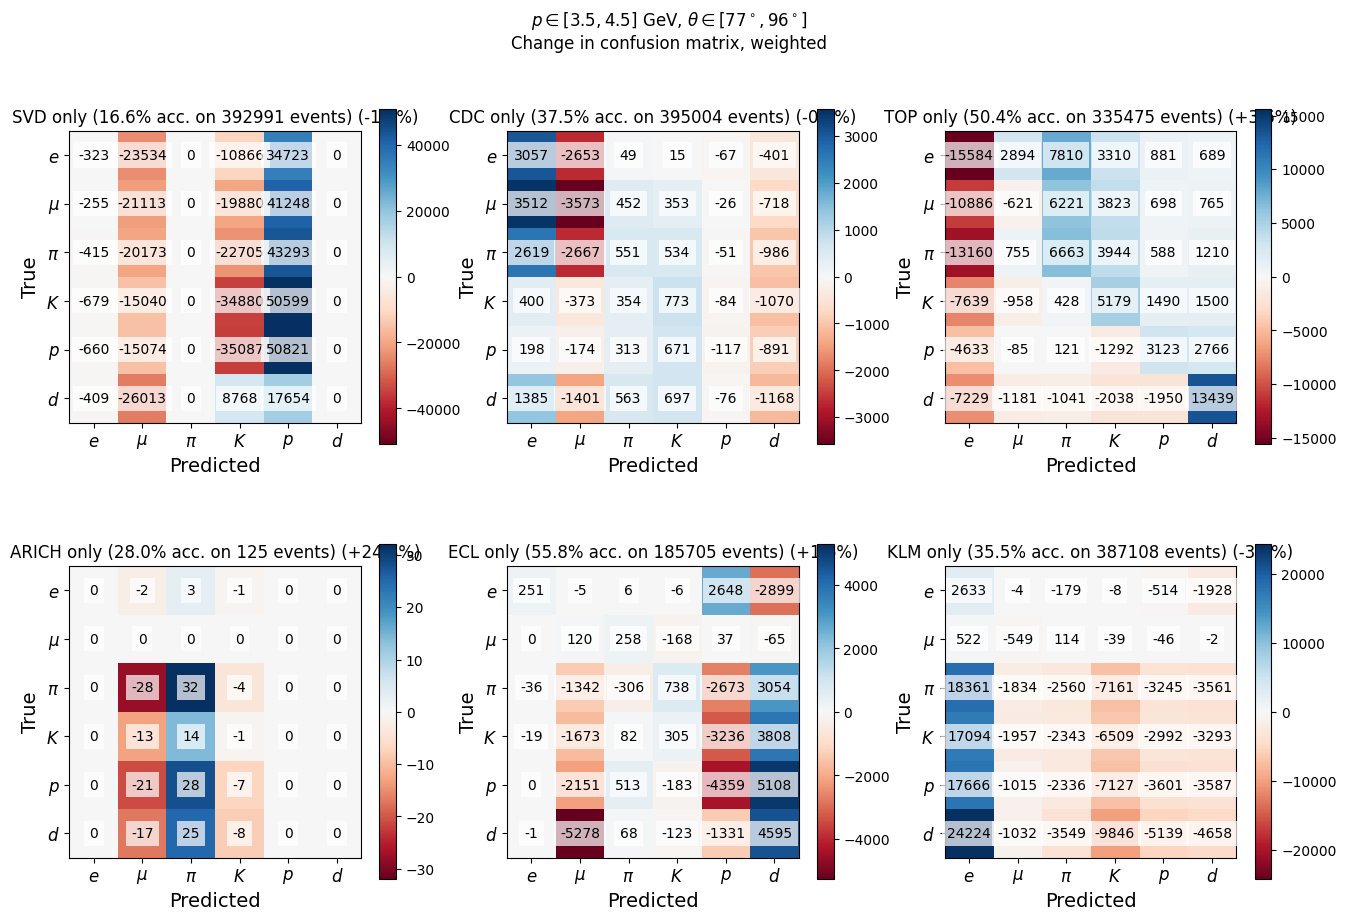 p ∈ [3.5, 4.5] GeV, θ ∈ [77°, 96°]
Change in confusion matrix, weighted
SVD only (16.6% acc. on 392991 events)
True
e -323 -23534 0 -10866 34723 0
μ -255 -21113 0 -19880 41248 0
π -415 -20173 0 -22705 43293 0
K -679 -15040 0 -34880 50599 0
p -660 -15074 0 -35087 50821 0
d -409 -26013 0 8768 17654 0
e μ π K p d
Predicted
40000
20000
0
−20000
−40000
CDC only (37.5% acc. on 395004 events)
True
e 3057 -2653 49 15 -67 -401
μ 3512 -3573 452 353 -26 -718
π 2619 -2667 551 534 -51 -986
K 400 -373 354 773 -84 -1070
p 198 -174 313 671 -117 -891
d 1385 -1401 563 697 -76 -1168
e μ π K p d
Predicted
3000
2000
1000
0
−1000
−2000
−3000
TOP only (50.4% acc. on 335475 events)
True
e -15584 2894 7810 3310 881 689
μ -10886 -621 6221 3823 698 765
π -13160 755 6663 3944 588 1210
K -7639 -958 428 5179 1490 1500
p -4633 -85 121 -1292 3123 2766
d -7229 -1181 -1041 -2038 -1950 13439
e μ π K p d
Predicted
15000
10000
5000
0
−5000
−10000
−15000
ARICH only (28.0% acc. on 125 events)
True
e 0 -2 3 -1 0 0
μ 0 0 0 0 0 0
π 0 -28 32 -4 0 0
K 0 -13 14 -1 0 0
p 0 -21 28 -7 0 0
d 0 -17 25 -8 0 0
e μ π K p d
Predicted
30
20
10
0
−10
−20
−30
ECL only (55.8% acc. on 185705 events)
True
e 251 -5 6 -6 2648 -2899
μ 0 120 258 -168 37 -65
π -36 -1342 -306 738 -2673 3054
K -19 -1673 82 305 -3236 3808
p 0 -2151 513 -183 -4359 5108
d -1 -5278 68 -123 -1331 4595
e μ π K p d
Predicted
4000
2000
0
−2000
−4000
KLM only (35.5% acc. on 387108 events)
True
e 2633 -4 -179 -8 -514 -1928
μ 522 -549 114 -39 -46 -2
π 18361 -1834 -2560 -7161 -3245 -3561
K 17094 -1957 -2343 -6509 -2992 -3293
p 17666 -1015 -2336 -7127 -3601 -3587
d 24224 -1032 -3549 -9846 -5139 -4658
e μ π K p d
Predicted
20000
10000
0
−10000
−20000